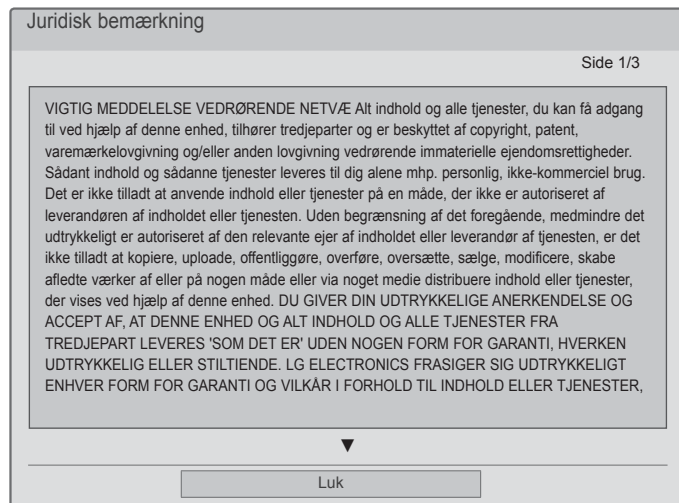 Juridisk bemærkning
Side 1/3
VIGTIG MEDDELELSE VEDRØRENDE NETVÆ Alt indhold og alle tjenester, du kan få adgang
til ved hjælp af denne enhed, tilhører tredjeparter og er beskyttet af copyright, patent,
varemærkelovgivning og/eller anden lovgivning vedrørende immaterielle ejendomsrettigheder.
Sådant indhold og sådanne tjenester leveres til dig alene mhp. personlig, ikke-kommerciel brug.
Det er ikke tilladt at anvende indhold eller tjenester på en måde, der ikke er autoriseret af
leverandøren af indholdet eller tjenesten. Uden begrænsning af det foregående, medmindre det
udtrykkeligt er autoriseret af den relevante ejer af indholdet eller leverandør af tjenesten, er det
ikke tilladt at kopiere, uploade, offentliggøre, overføre, oversætte, sælge, modificere, skabe
afledte værker af eller på nogen måde eller via noget medie distribuere indhold eller tjenester,
der vises ved hjælp af denne enhed. DU GIVER DIN UDTRYKKELIGE ANERKENDELSE OG
ACCEPT AF, AT DENNE ENHED OG ALT INDHOLD OG ALLE TJENESTER FRA
TREDJEPART LEVERES 'SOM DET ER' UDEN NOGEN FORM FOR GARANTI, HVERKEN
UDTRYKKELIG ELLER STILTIENDE. LG ELECTRONICS FRASIGER SIG UDTRYKKELIGT
ENHVER FORM FOR GARANTI OG VILKÅR I FORHOLD TIL INDHOLD ELLER TJENESTER,
Luk